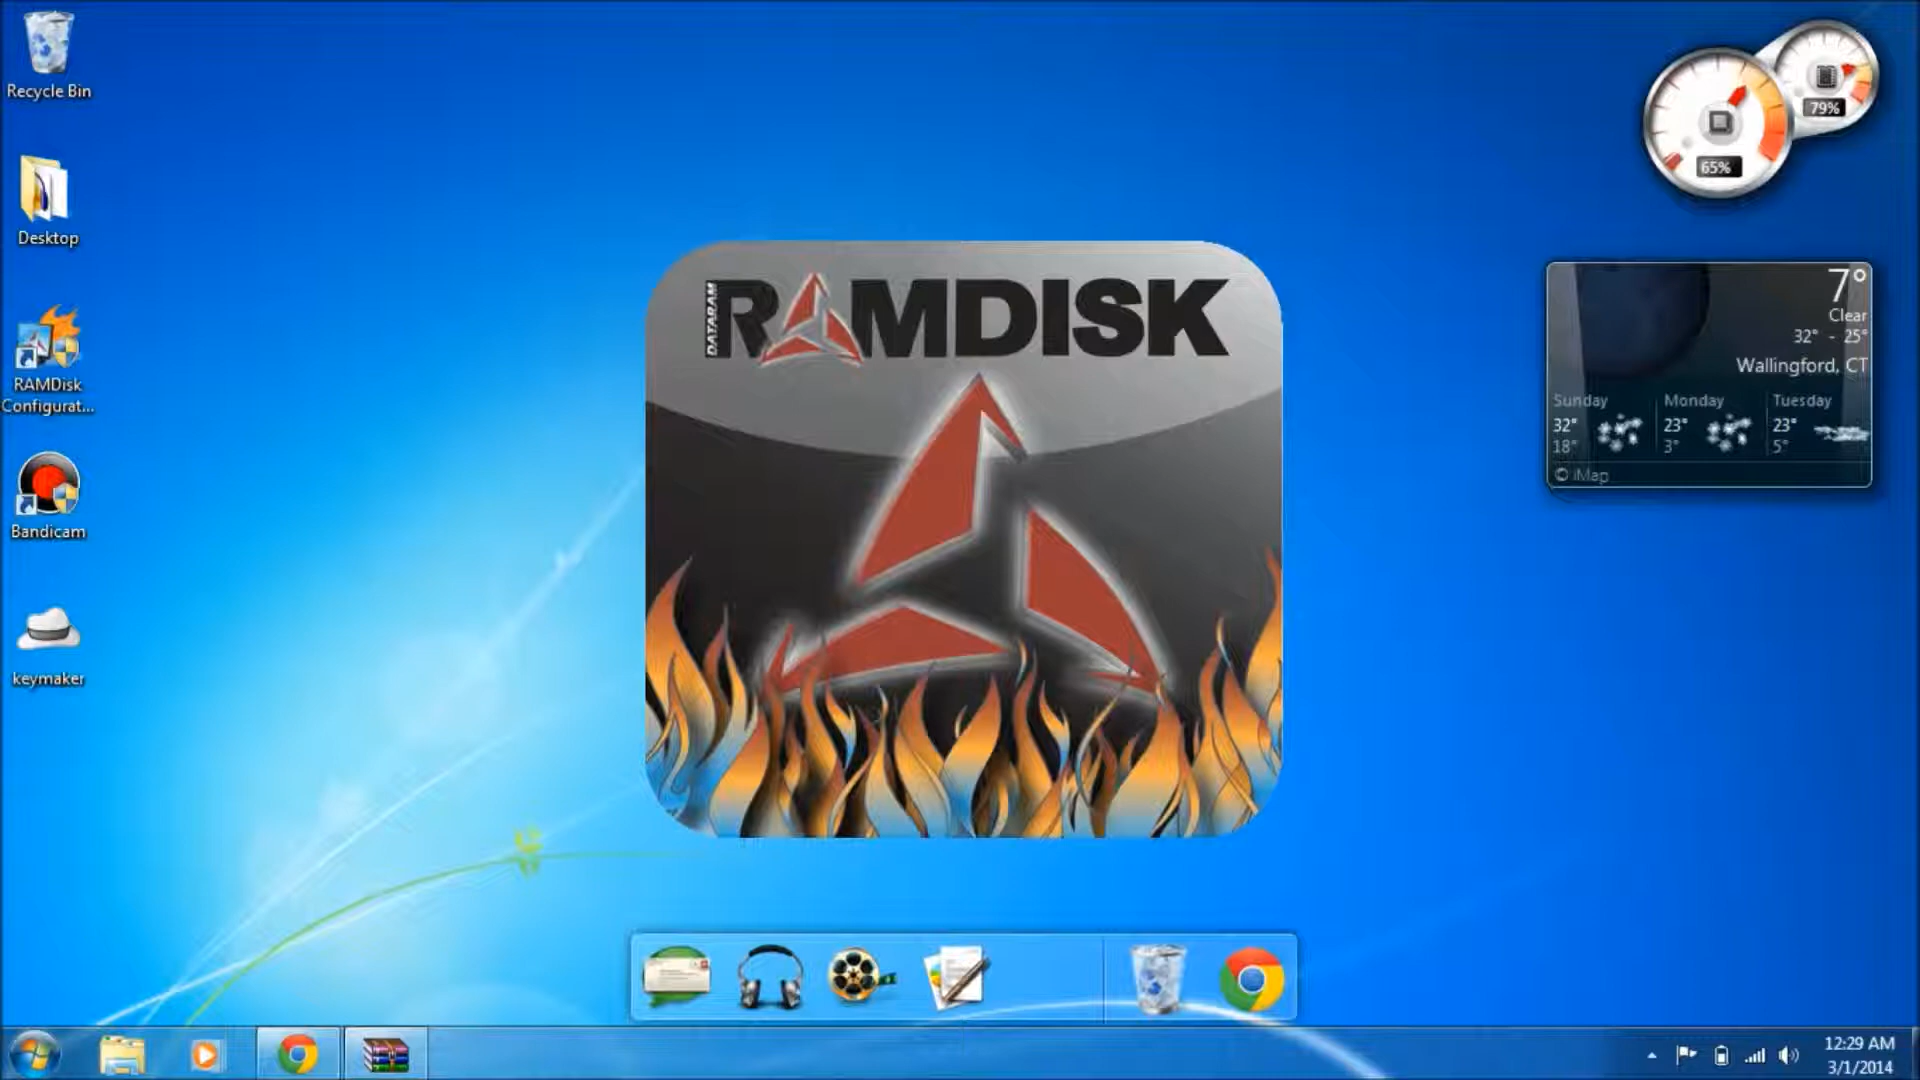 Recycle Bin
Desktop
RAMDisk
Configurat...
Bandicam
keymaker
DATARAM
RAMDISK
79%
65%
7°
Clear
32° - 25°
Wallingford, CT
Sunday Monday Tuesday
32° 23° 23°
18° 3° 5°
© iMap
12:29 AM
3/1/2014